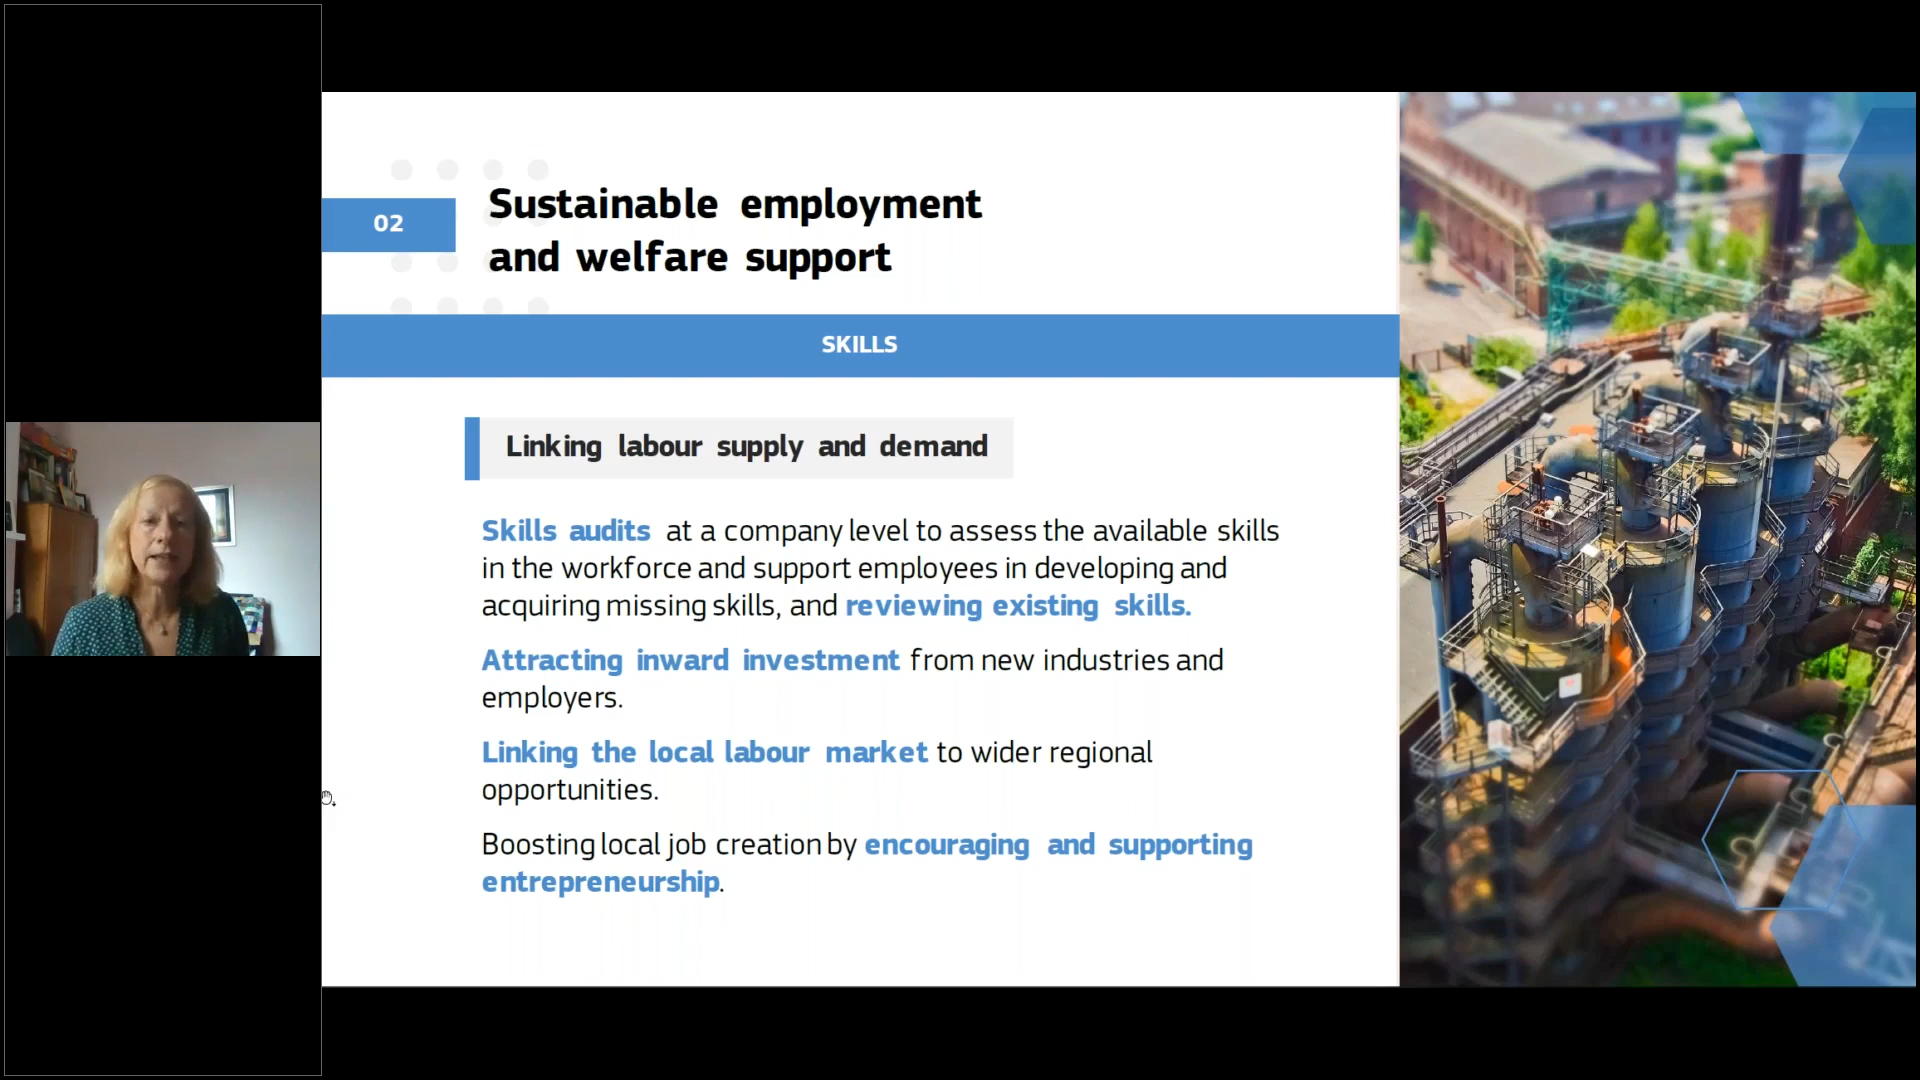 02
Sustainable employment
and welfare support
SKILLS
Linking labour supply and demand
Skills audits at a company level to assess the available skills
in the workforce and support employees in developing and
acquiring missing skills, and reviewing existing skills.
Attracting inward investment from new industries and
employers.
Linking the local labour market to wider regional
opportunities.
Boosting local job creation by encouraging and supporting
entrepreneurship.